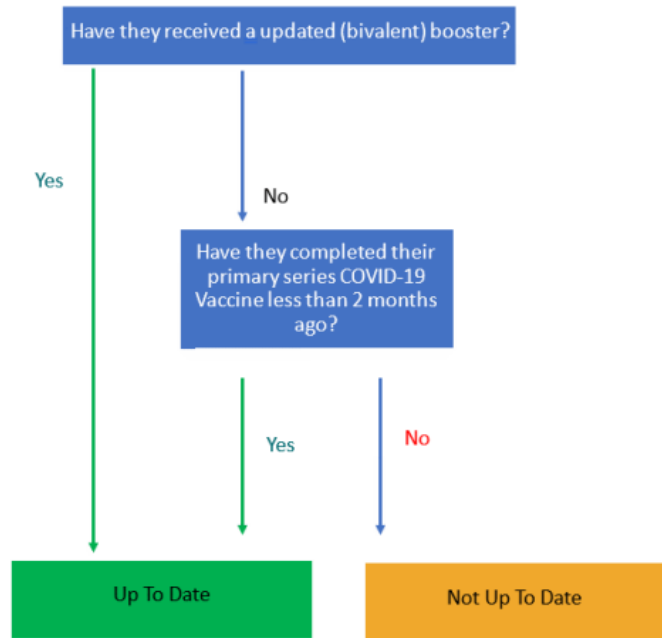 Have they received a updated (bivalent) booster?
Yes
No
Have they completed their
primary series COVID-19
Vaccine less than 2 months
ago?
Yes
No
Up To Date
Not Up To Date